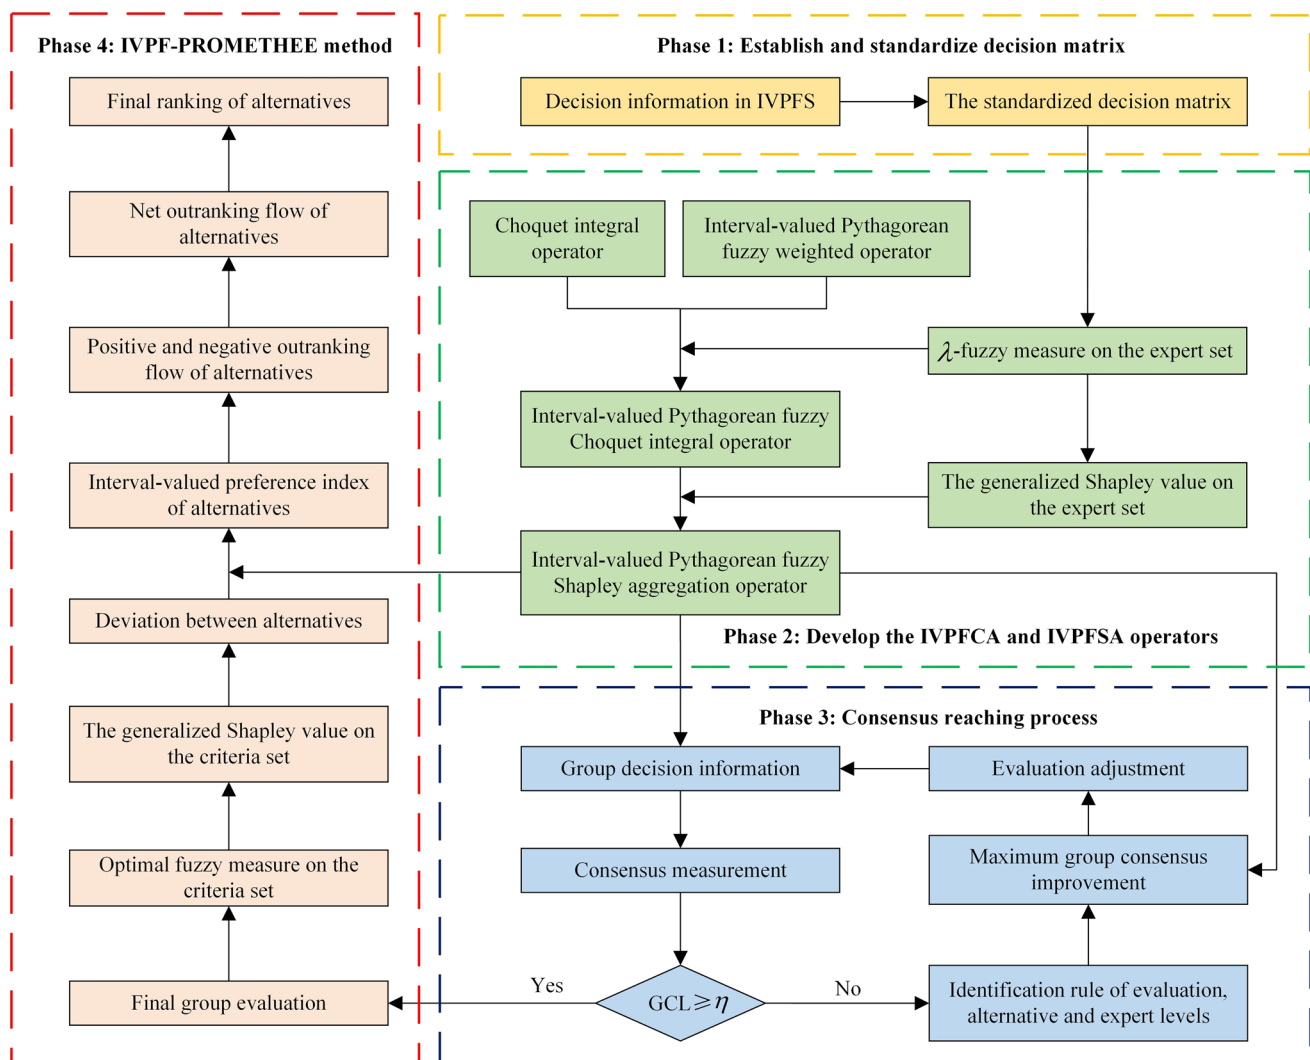 Phase 4: IVPF-PROMETHEE method
Final ranking of alternatives
Net outranking flow of
alternatives
Positive and negative outranking
flow of alternatives
Interval-valued preference index
of alternatives
Deviation between alternatives
The generalized Shapley value on
the criteria set
Optimal fuzzy measure on the
criteria set
Final group evaluation
Phase 1: Establish and standardize decision matrix
Decision information in IVPFS
The standardized decision matrix
Choquet integral
operator
Interval-valued Pythagorean
fuzzy weighted operator
λ-fuzzy measure on the expert set
Interval-valued Pythagorean fuzzy
Choquet integral operator
The generalized Shapley value on
the expert set
Interval-valued Pythagorean fuzzy
Shapley aggregation operator
Phase 2: Develop the IVPFCA and IVPFSA operators
Phase 3: Consensus reaching process
Group decision information
Evaluation adjustment
Consensus measurement
Maximum group consensus
improvement
Yes
GCL ≥ η
No
Identification rule of evaluation,
alternative and expert levels